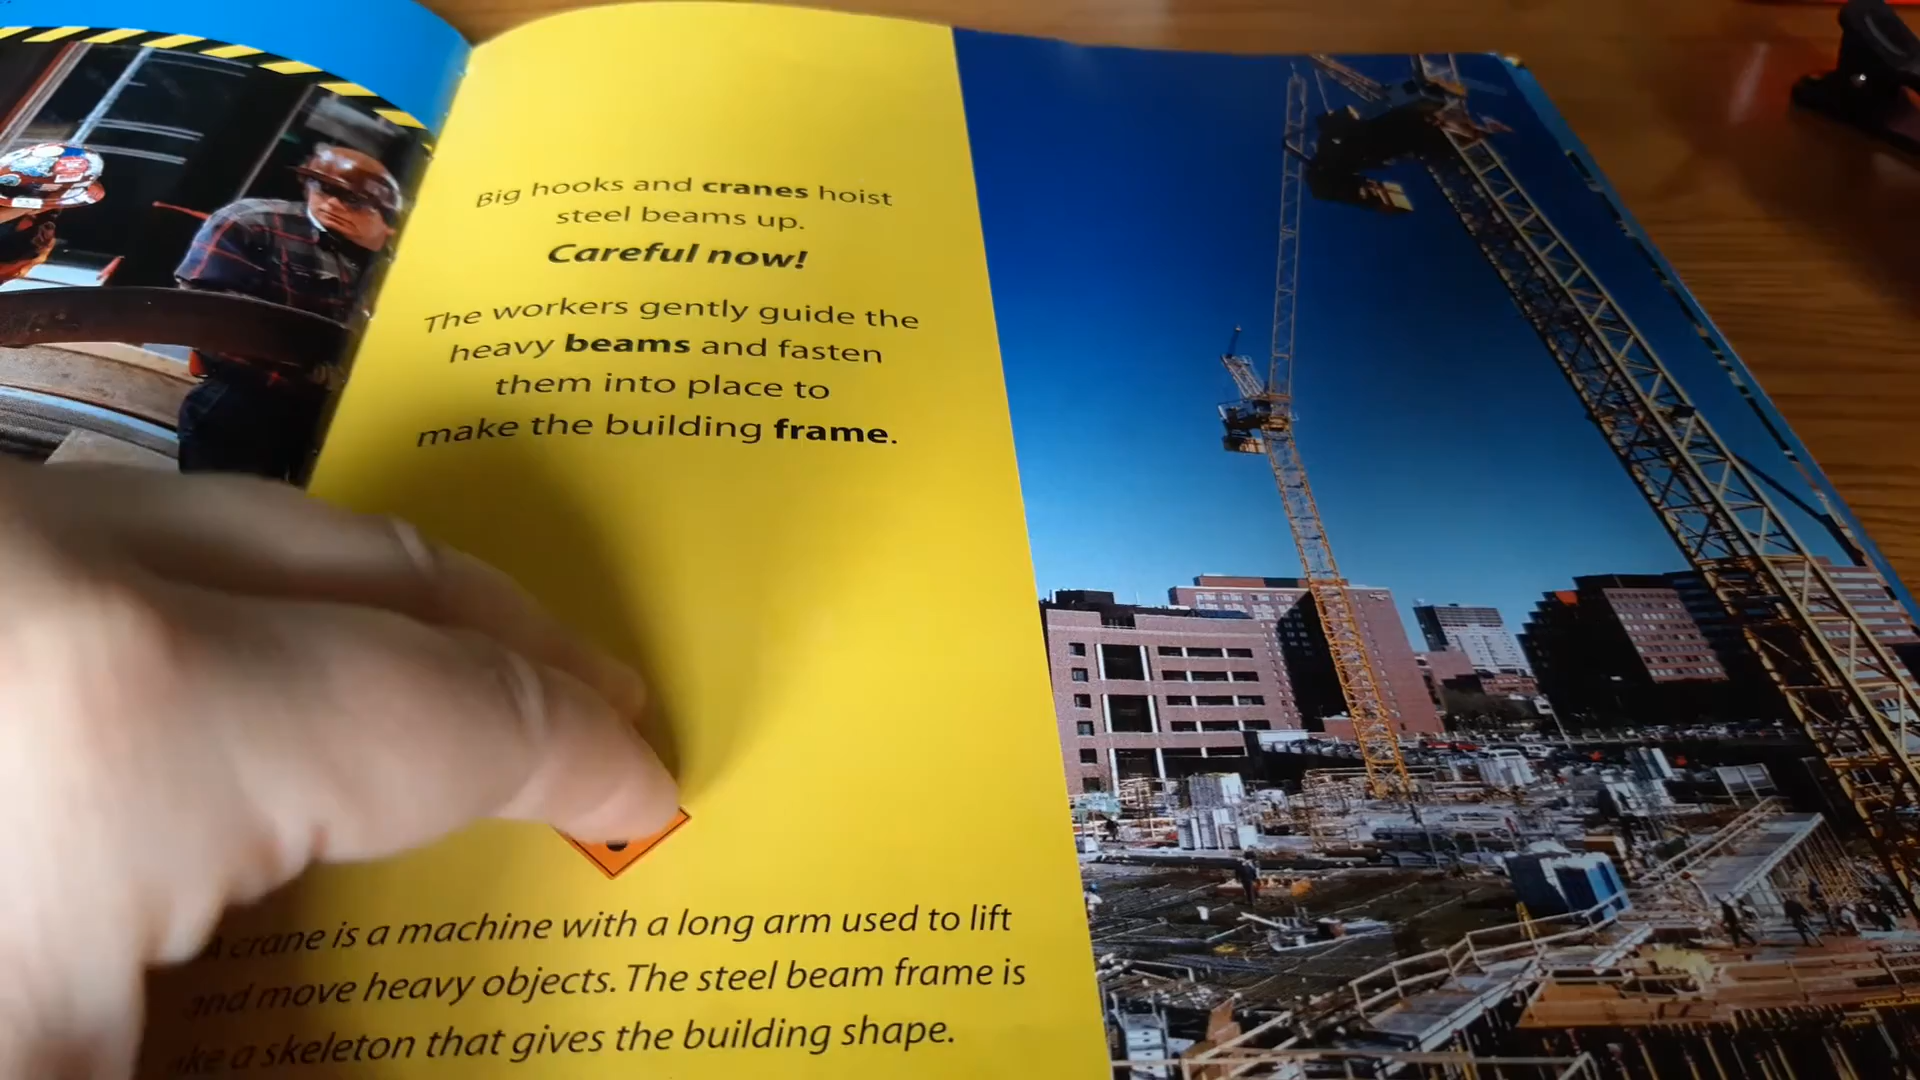 Big hooks and cranes hoist
steel beams up.
Careful now!
The workers gently guide the
heavy beams and fasten
them into place to
make the building frame.
A crane is a machine with a long arm used to lift
and move heavy objects. The steel beam frame is
a skeleton that gives the building shape.